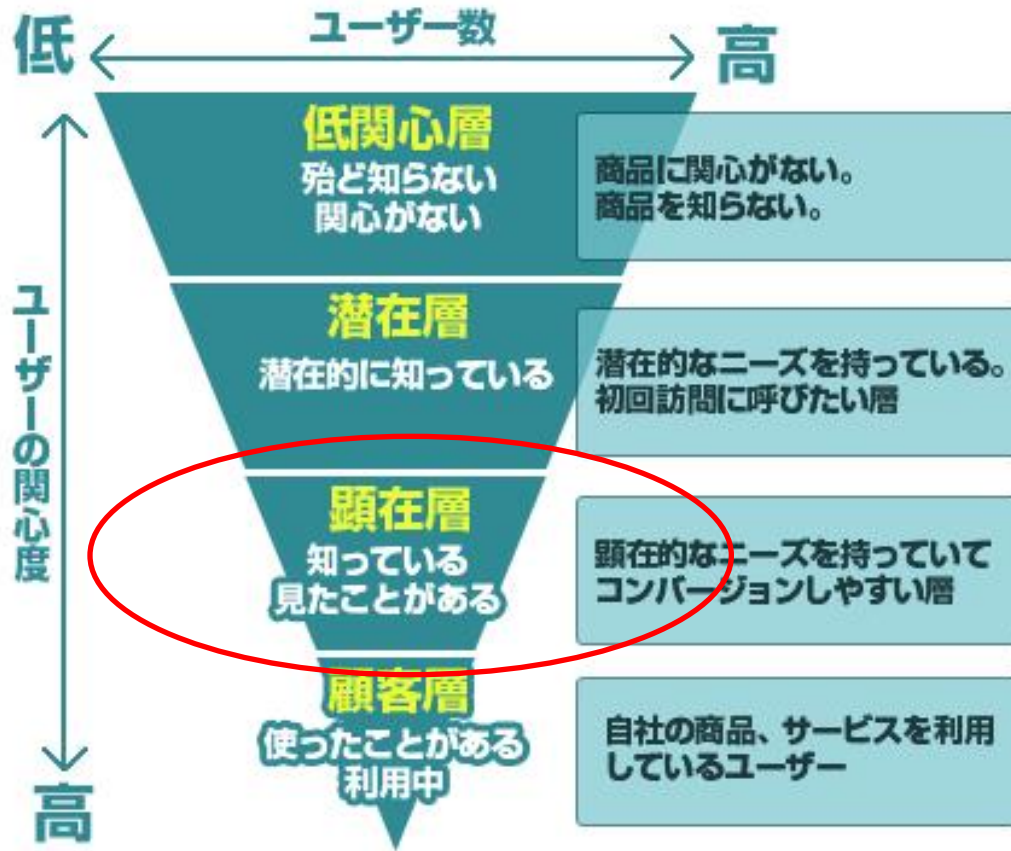 ユーザー数
低
高
ユーザーの関心度
高
低関心層
殆ど知らない
関心がない
商品に関心がない。
商品を知らない。
潜在層
潜在的に知っている
潜在的なニーズを持っている。
初回訪問に呼びたい層
顕在層
知っている
見たことがある
顕在的なニーズを持っていて
コンバージョンしやすい層
顧客層
使ったことがある
利用中
自社の商品、サービスを利用
しているユーザー